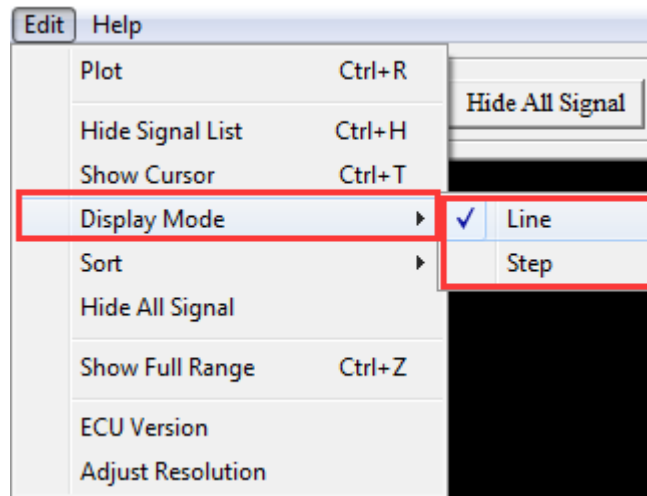 Edit Help
Plot Ctrl+R
Hide All Signal
Hide Signal List Ctrl+H
Show Cursor Ctrl+T
Display Mode
Line
Sort
Step
Hide All Signal
Show Full Range Ctrl+Z
ECU Version
Adjust Resolution